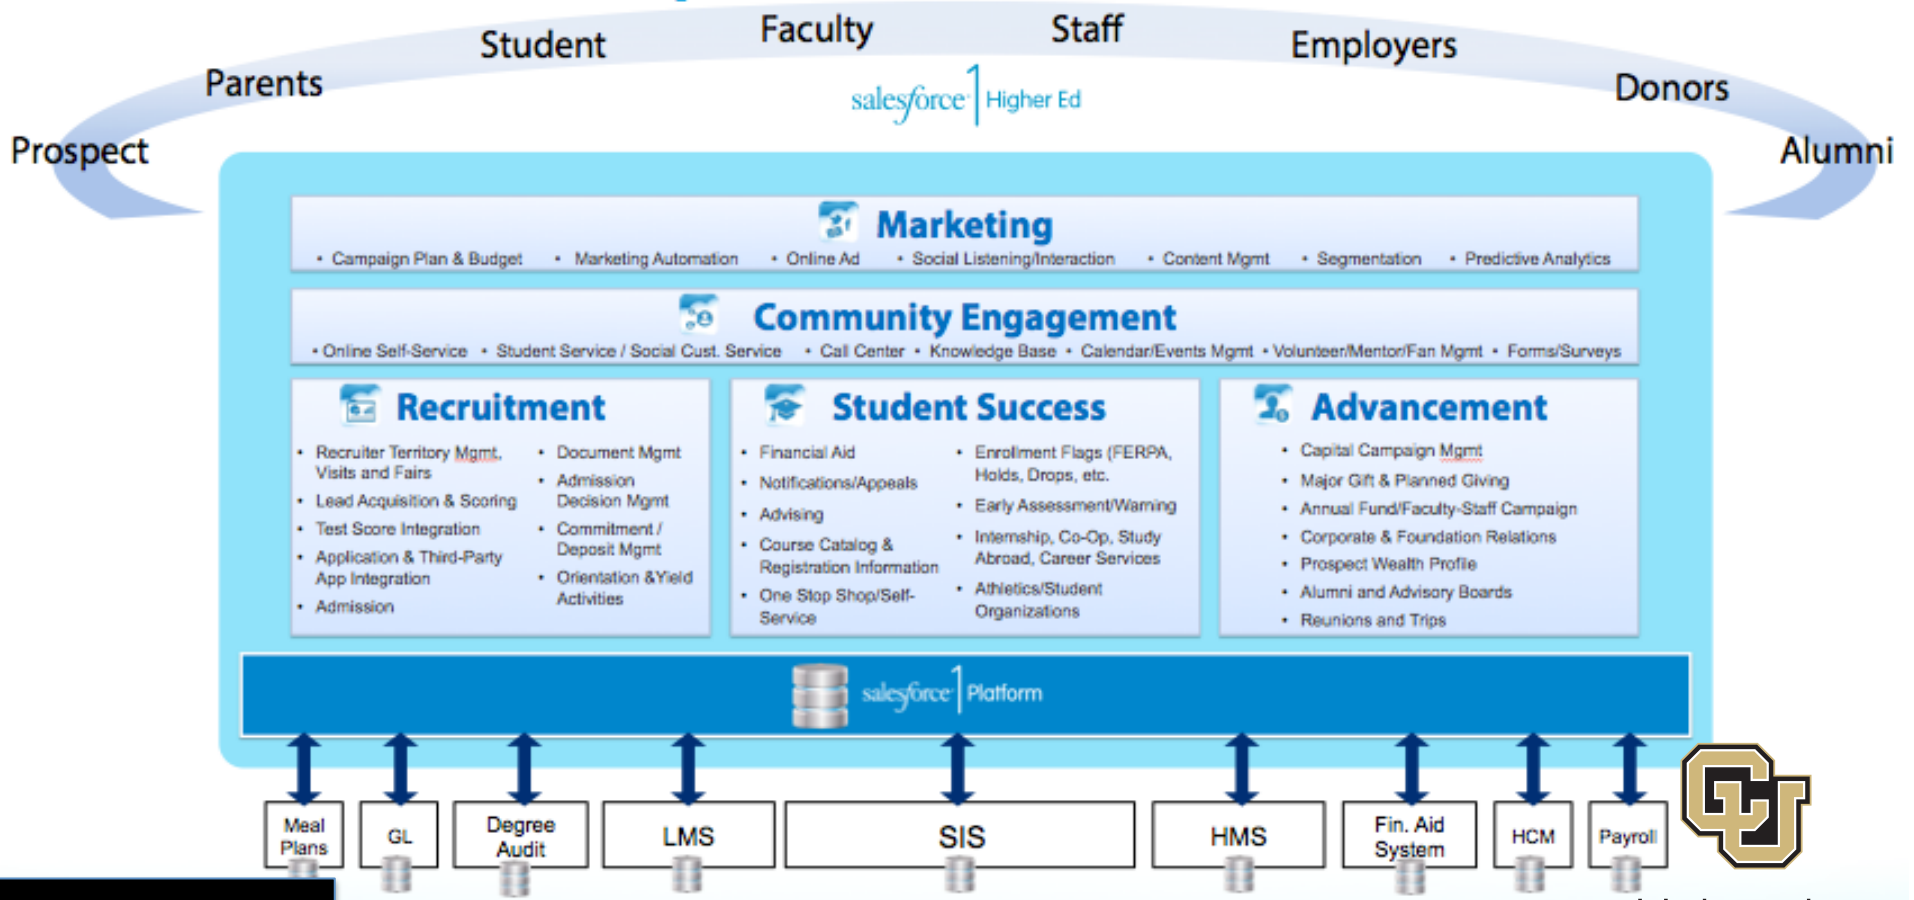 Faculty
Staff
Student
Employers
Parents
Donors
Prospect
Alumni
salesforce1 Higher Ed
Marketing
• Campaign Plan & Budget • Marketing Automation • Online Ad • Social Listening/Interaction • Content Mgmt • Segmentation • Predictive Analytics
Community Engagement
• Online Self-Service • Student Service / Social Cust. Service • Call Center • Knowledge Base • Calendar/Events Mgmt • Volunteer/Mentor/Fan Mgmt • Forms/Surveys
Recruitment
• Recruiter Territory Mgmt,
Visits and Fairs
• Lead Acquisition & Scoring
• Test Score Integration
• Application & Third-Party
App Integration
• Admission
• Document Mgmt
• Admission
Decision Mgmt
• Commitment /
Deposit Mgmt
• Orientation &Yield
Activities
Student Success
• Financial Aid
• Notifications/Appeals
• Advising
• Course Catalog &
Registration Information
• One Stop Shop/Self-
Service
• Enrollment Flags (FERPA,
Holds, Drops, etc.
• Early Assessment/Warning
• Internship, Co-Op, Study
Abroad, Career Services
• Athletics/Student
Organizations
Advancement
• Capital Campaign Mgmt
• Major Gift & Planned Giving
• Annual Fund/Faculty-Staff Campaign
• Corporate & Foundation Relations
• Prospect Wealth Profile
• Alumni and Advisory Boards
• Reunions and Trips
salesforce1 Platform
Meal
Plans
GL
Degree
Audit
LMS
SIS
HMS
Fin. Aid
System
HCM
Payroll
CU